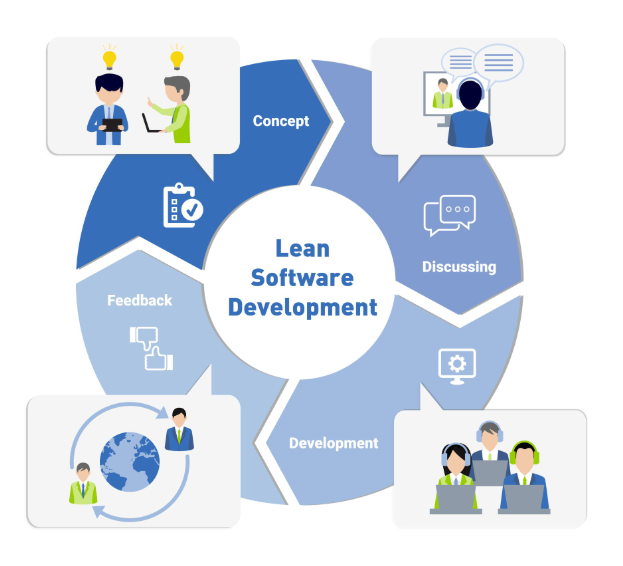 Concept
Discussing
Lean
Software
Development
Feedback
Development